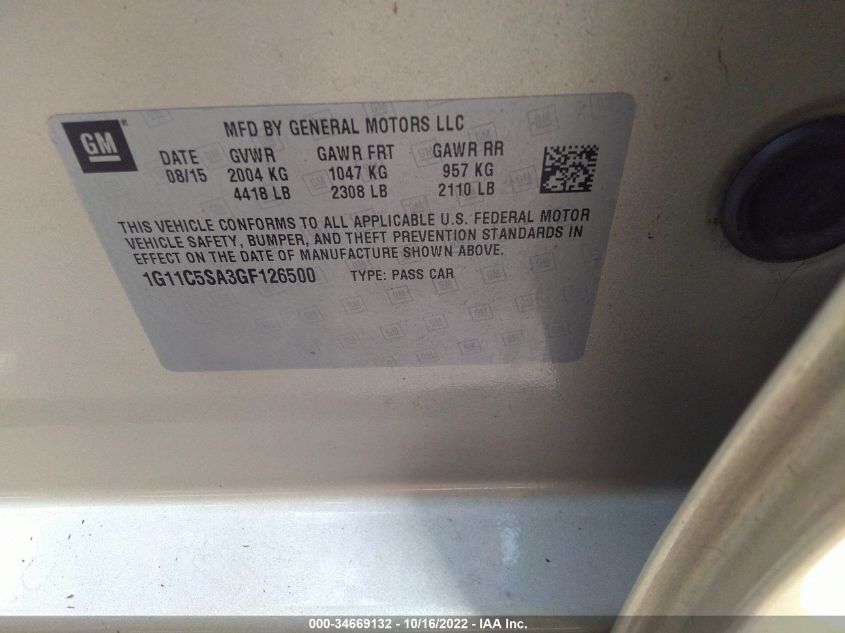 GM
MFD BY GENERAL MOTORS LLC
DATE GVWR GAWR FRT GAWR RR
08/15 2004 KG 1047 KG 957 KG
4418 LB 2308 LB 2110 LB
THIS VEHICLE CONFORMS TO ALL APPLICABLE U.S. FEDERAL MOTOR
VEHICLE SAFETY, BUMPER, AND THEFT PREVENTION STANDARDS IN
EFFECT ON THE DATE OF MANUFACTURE SHOWN ABOVE.
1G11C5SA3GF126500 TYPE: PASS CAR
000-34669132 - 10/16/2022 - IAA Inc.